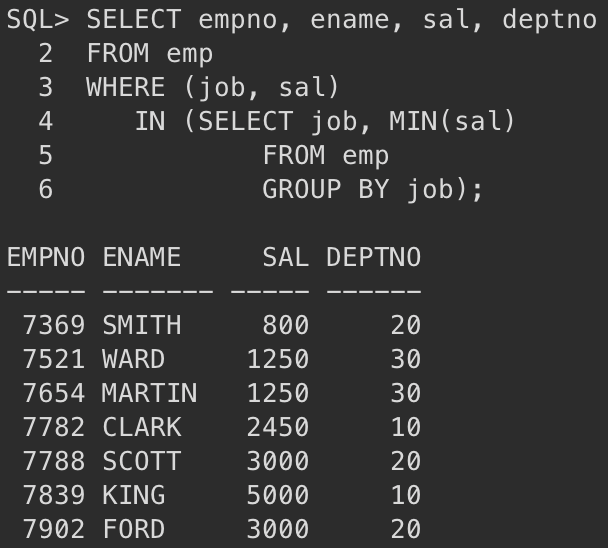 SQL> SELECT empno, ename, sal, deptno
  2  FROM emp
  3  WHERE (job, sal)
  4     IN (SELECT job, MIN(sal)
  5             FROM emp
  6             GROUP BY job);

EMPNO ENAME     SAL DEPTNO
----- ------- ----- ------
 7369 SMITH     800     20
 7521 WARD     1250     30
 7654 MARTIN   1250     30
 7782 CLARK    2450     10
 7788 SCOTT    3000     20
 7839 KING     5000     10
 7902 FORD     3000     20